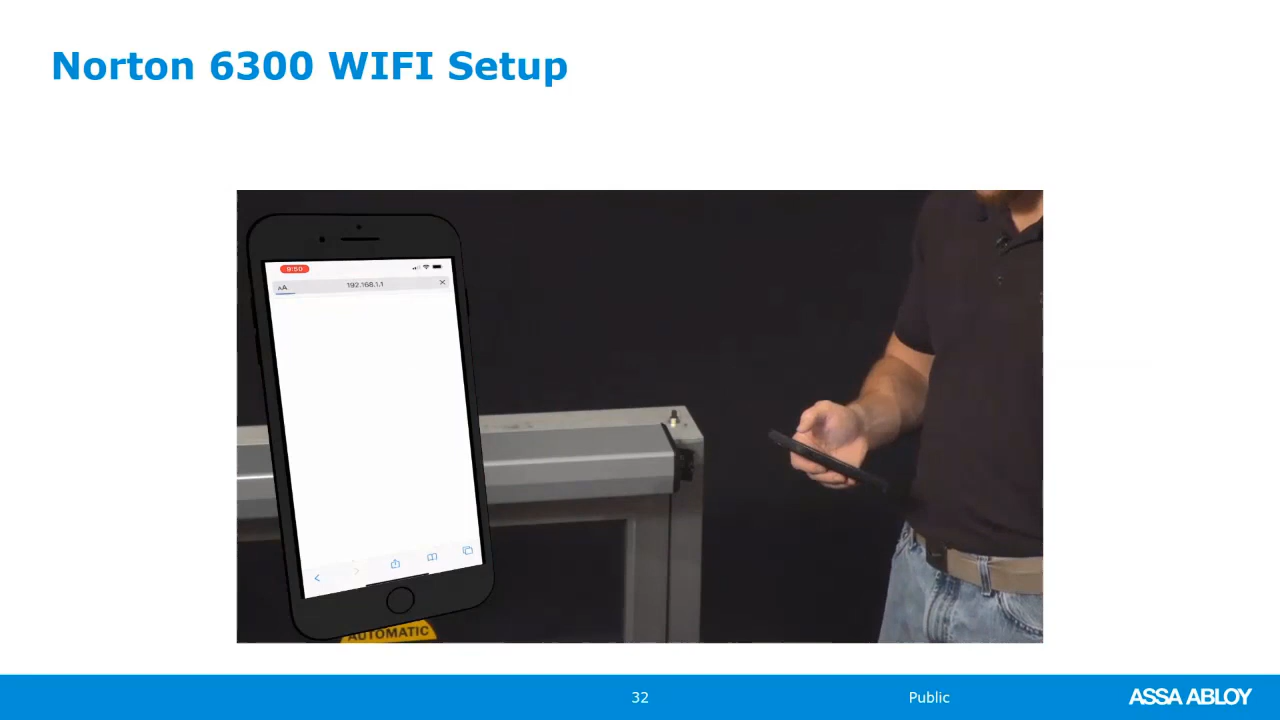 Norton 6300 WIFI Setup
9:50
AA 192.168.1.1
AUTOMATIC
32 Public ASSA ABLOY